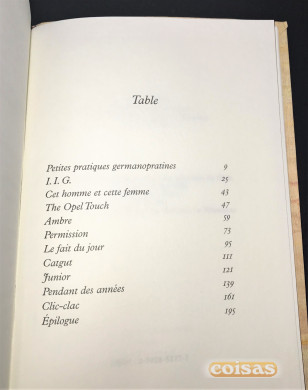 Table
Petites pratiques germanopratines 9
I. I. G. 25
Cet homme et cette femme 43
The Opel Touch 47
Ambre 59
Permission 75
Le fait du jour 95
Catgut 111
Junior 121
Pendant des années 139
Clic-clac 161
Épilogue 195
coisas